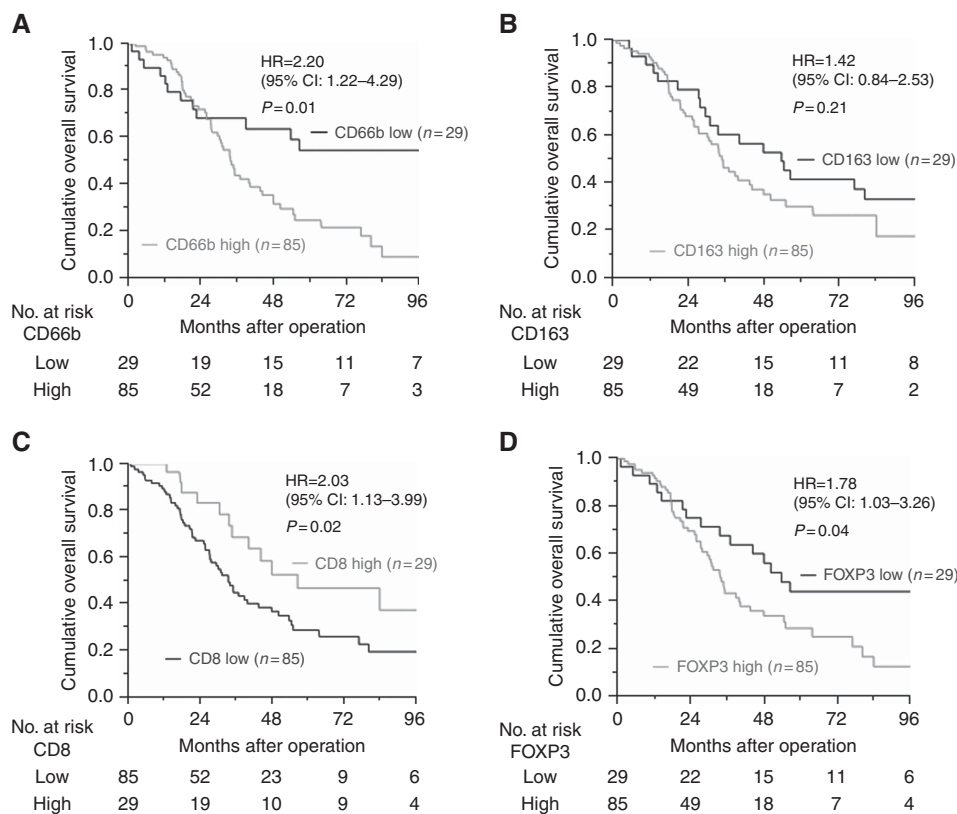 A
Cumulative overall survival
1.0
0.8
0.6
0.4
0.2
0.0
HR=2.20
(95% CI: 1.22–4.29)
P=0.01
CD66b low (n=29)
CD66b high (n=85)
0 24 48 72 96
Months after operation
No. at risk
CD66b
Low 29 19 15 11 7
High 85 52 18 7 3
B
Cumulative overall survival
1.0
0.8
0.6
0.4
0.2
0.0
HR=1.42
(95% CI: 0.84–2.53)
P=0.21
CD163 low (n=29)
CD163 high (n=85)
0 24 48 72 96
Months after operation
No. at risk
CD163
Low 29 22 15 11 8
High 85 49 18 7 2
C
Cumulative overall survival
1.0
0.8
0.6
0.4
0.2
0.0
HR=2.03
(95% CI: 1.13–3.99)
P=0.02
CD8 high (n=29)
CD8 low (n=85)
0 24 48 72 96
Months after operation
No. at risk
CD8
Low 85 52 23 9 6
High 29 19 10 9 4
D
Cumulative overall survival
1.0
0.8
0.6
0.4
0.2
0.0
HR=1.78
(95% CI: 1.03–3.26)
P=0.04
FOXP3 low (n=29)
FOXP3 high (n=85)
0 24 48 72 96
Months after operation
No. at risk
FOXP3
Low 29 22 15 11 6
High 85 49 18 7 4